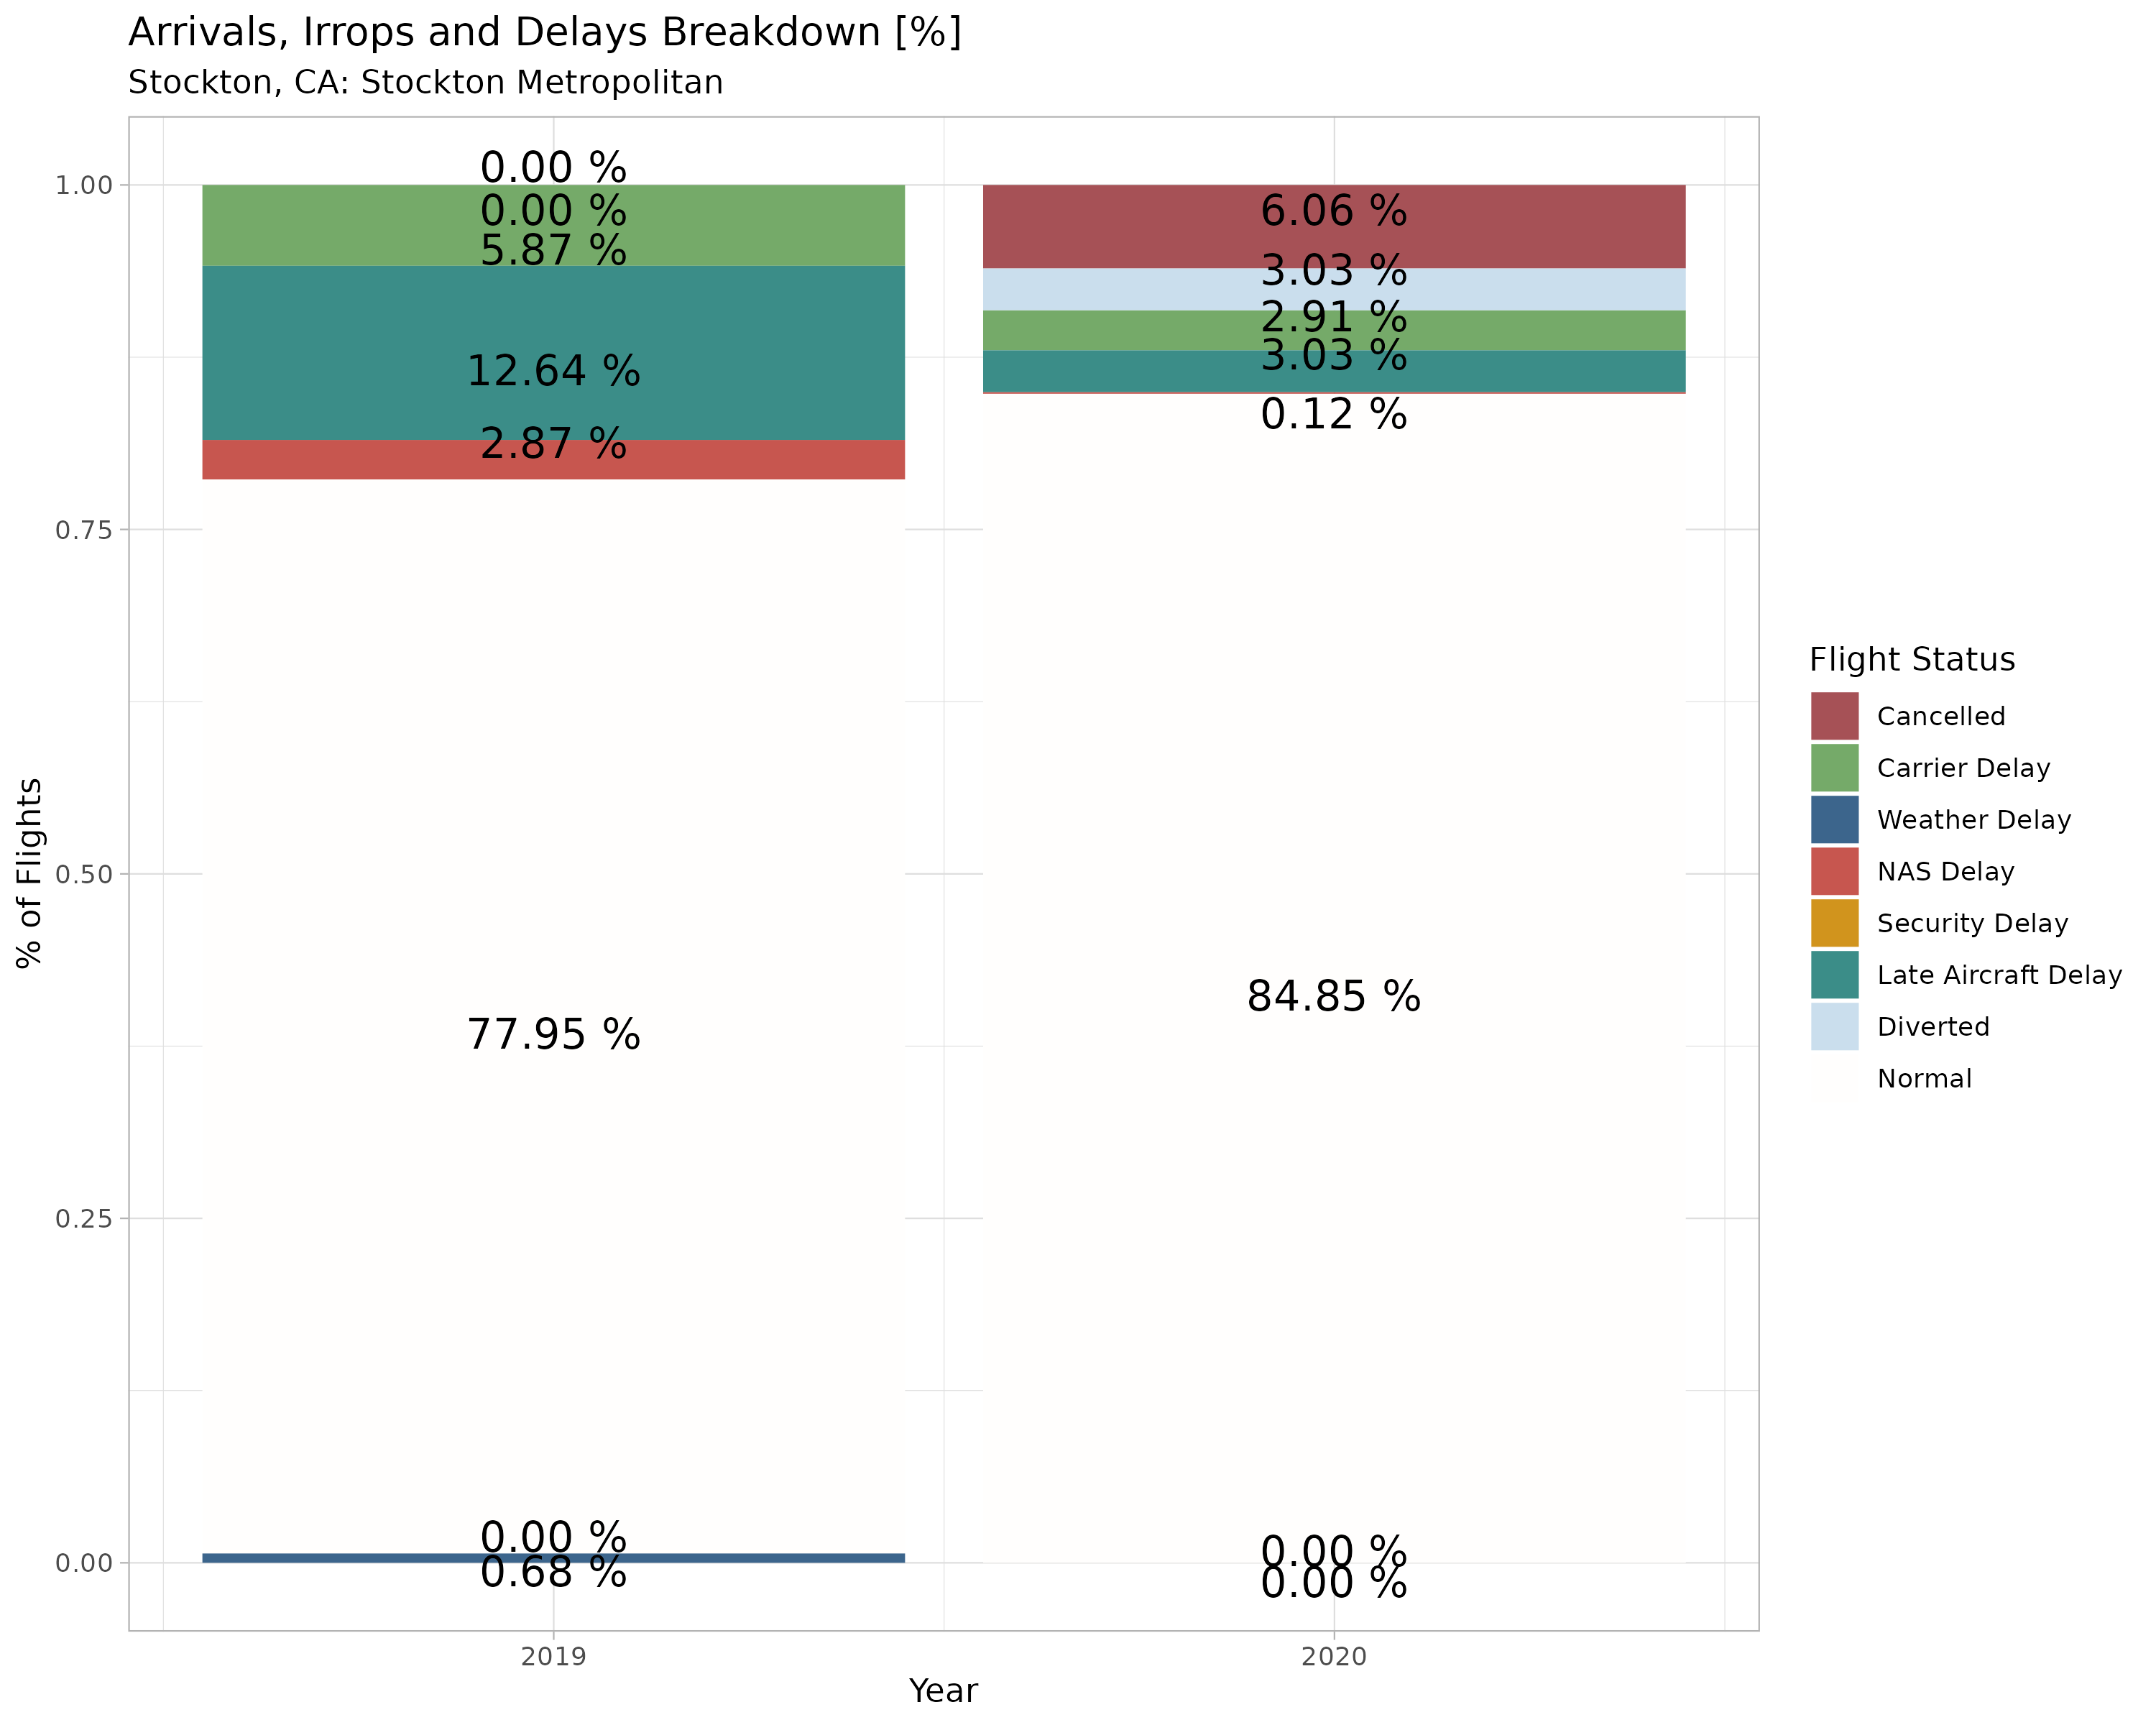 Arrivals, Irrops and Delays Breakdown [%]
Stockton, CA: Stockton Metropolitan
% of Flights
1.00
0.75
0.50
0.25
0.00
0.00 %
0.00 %
5.87 %
12.64 %
2.87 %
77.95 %
0.00 %
0.68 %
6.06 %
3.03 %
2.91 %
3.03 %
0.12 %
84.85 %
0.00 %
0.00 %
2019
2020
Year
Flight Status
Cancelled
Carrier Delay
Weather Delay
NAS Delay
Security Delay
Late Aircraft Delay
Diverted
Normal